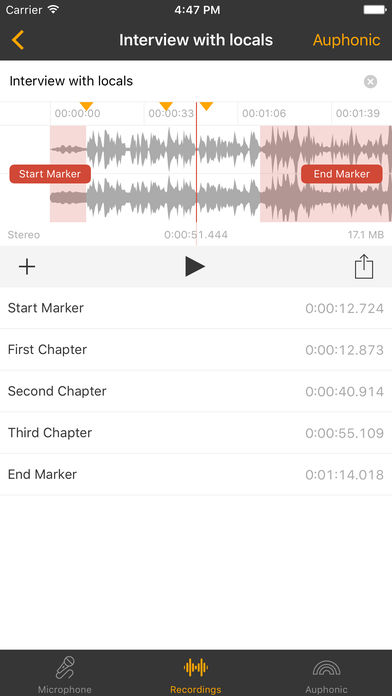 Carrier 4:47 PM
Interview with locals Auphonic
Interview with locals
00:00:00 00:00:33 00:01:06 00:01:39
Start Marker End Marker
Stereo 0:00:51.444 17.1 MB
Start Marker 0:00:12.724
First Chapter 0:00:12.873
Second Chapter 0:00:40.914
Third Chapter 0:00:55.109
End Marker 0:01:14.018
Microphone Recordings Auphonic